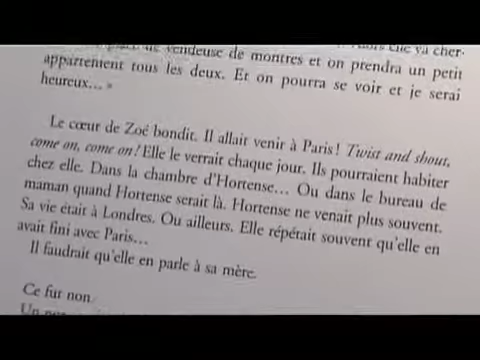 de vendeuse de montres et on prendra un petit
appartement tous les deux. Et on pourra se voir et je serai
heureux... »
Le cœur de Zoé bondit. Il allait venir à Paris ! Twist and shout,
come on, come on ! Elle le verrait chaque jour. Ils pourraient habiter
chez elle. Dans la chambre d'Hortense... Ou dans le bureau de
maman quand Hortense serait là. Hortense ne venait plus souvent.
Sa vie était à Londres. Ou ailleurs. Elle répétait souvent qu'elle en
avait fini avec Paris...
Il faudrait qu'elle en parle à sa mère.
Ce fut non.
Un